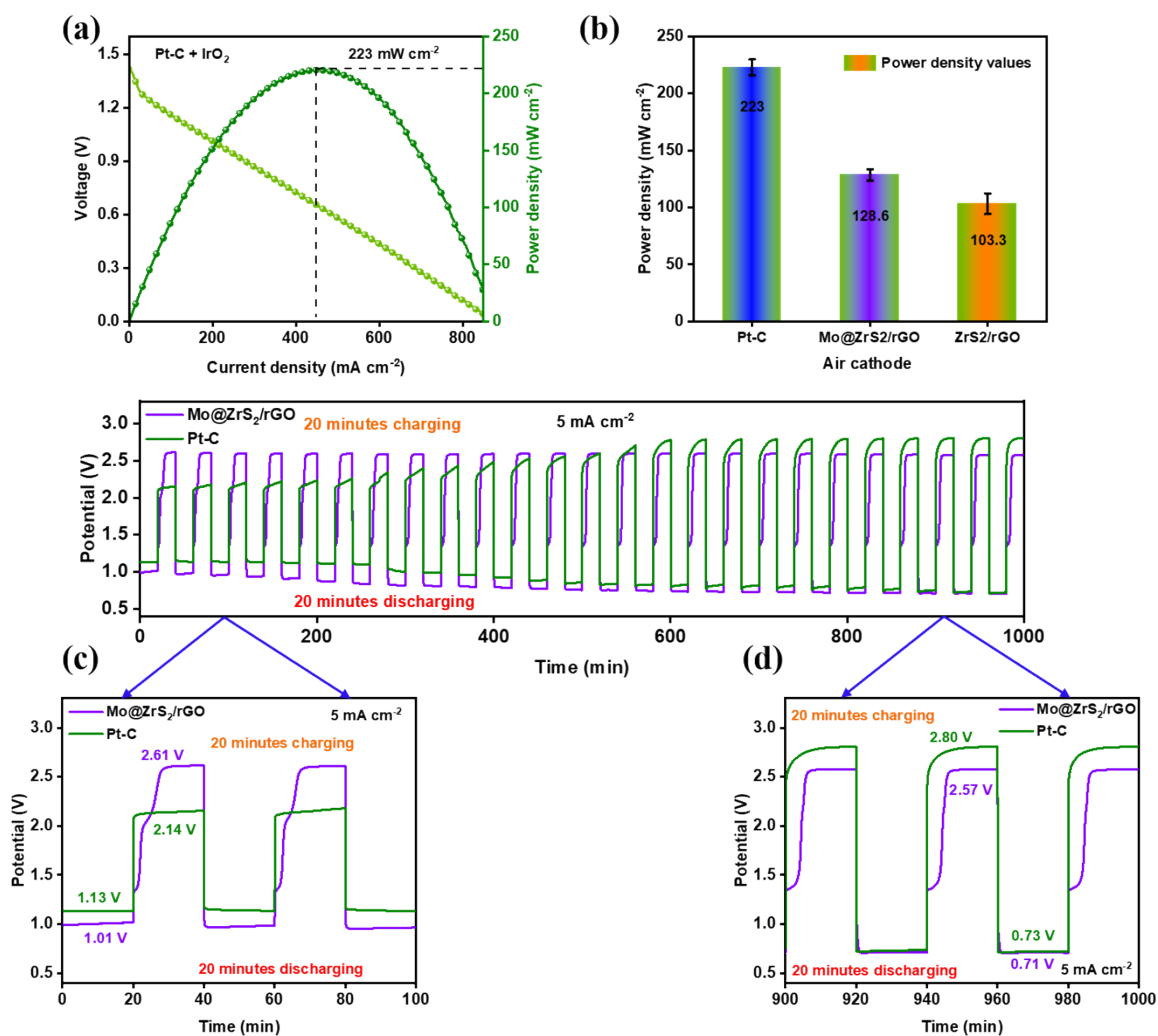 (a)
Pt-C + IrO₂
223 mW cm⁻²
1.5
1.2
0.9
0.6
0.3
0.0
Voltage (V)
250
200
150
100
50
0
Power density (mW cm⁻²)
0 200 400 600 800
Current density (mA cm⁻²)
(b)
Power density values
250
200
150
100
50
0
Power density (mW cm⁻²)
223
128.6
103.3
Pt-C Mo@ZrS2/rGO ZrS2/rGO
Air cathode
Mo@ZrS₂/rGO
Pt-C
20 minutes charging
5 mA cm⁻²
3.0
2.5
2.0
1.5
1.0
0.5
Potential (V)
20 minutes discharging
0 200 400 600 800 1000
Time (min)
(c)
Mo@ZrS₂/rGO
Pt-C
5 mA cm⁻²
20 minutes charging
3.0
2.5
2.0
1.5
1.0
0.5
Potential (V)
2.61 V
2.14 V
1.13 V
1.01 V
20 minutes discharging
0 20 40 60 80 100
Time (min)
(d)
Mo@ZrS₂/rGO
Pt-C
20 minutes charging
3.0
2.5
2.0
1.5
1.0
0.5
Potential (V)
2.80 V
2.57 V
0.73 V
0.71 V
20 minutes discharging
5 mA cm⁻²
900 920 940 960 980 1000
Time (min)